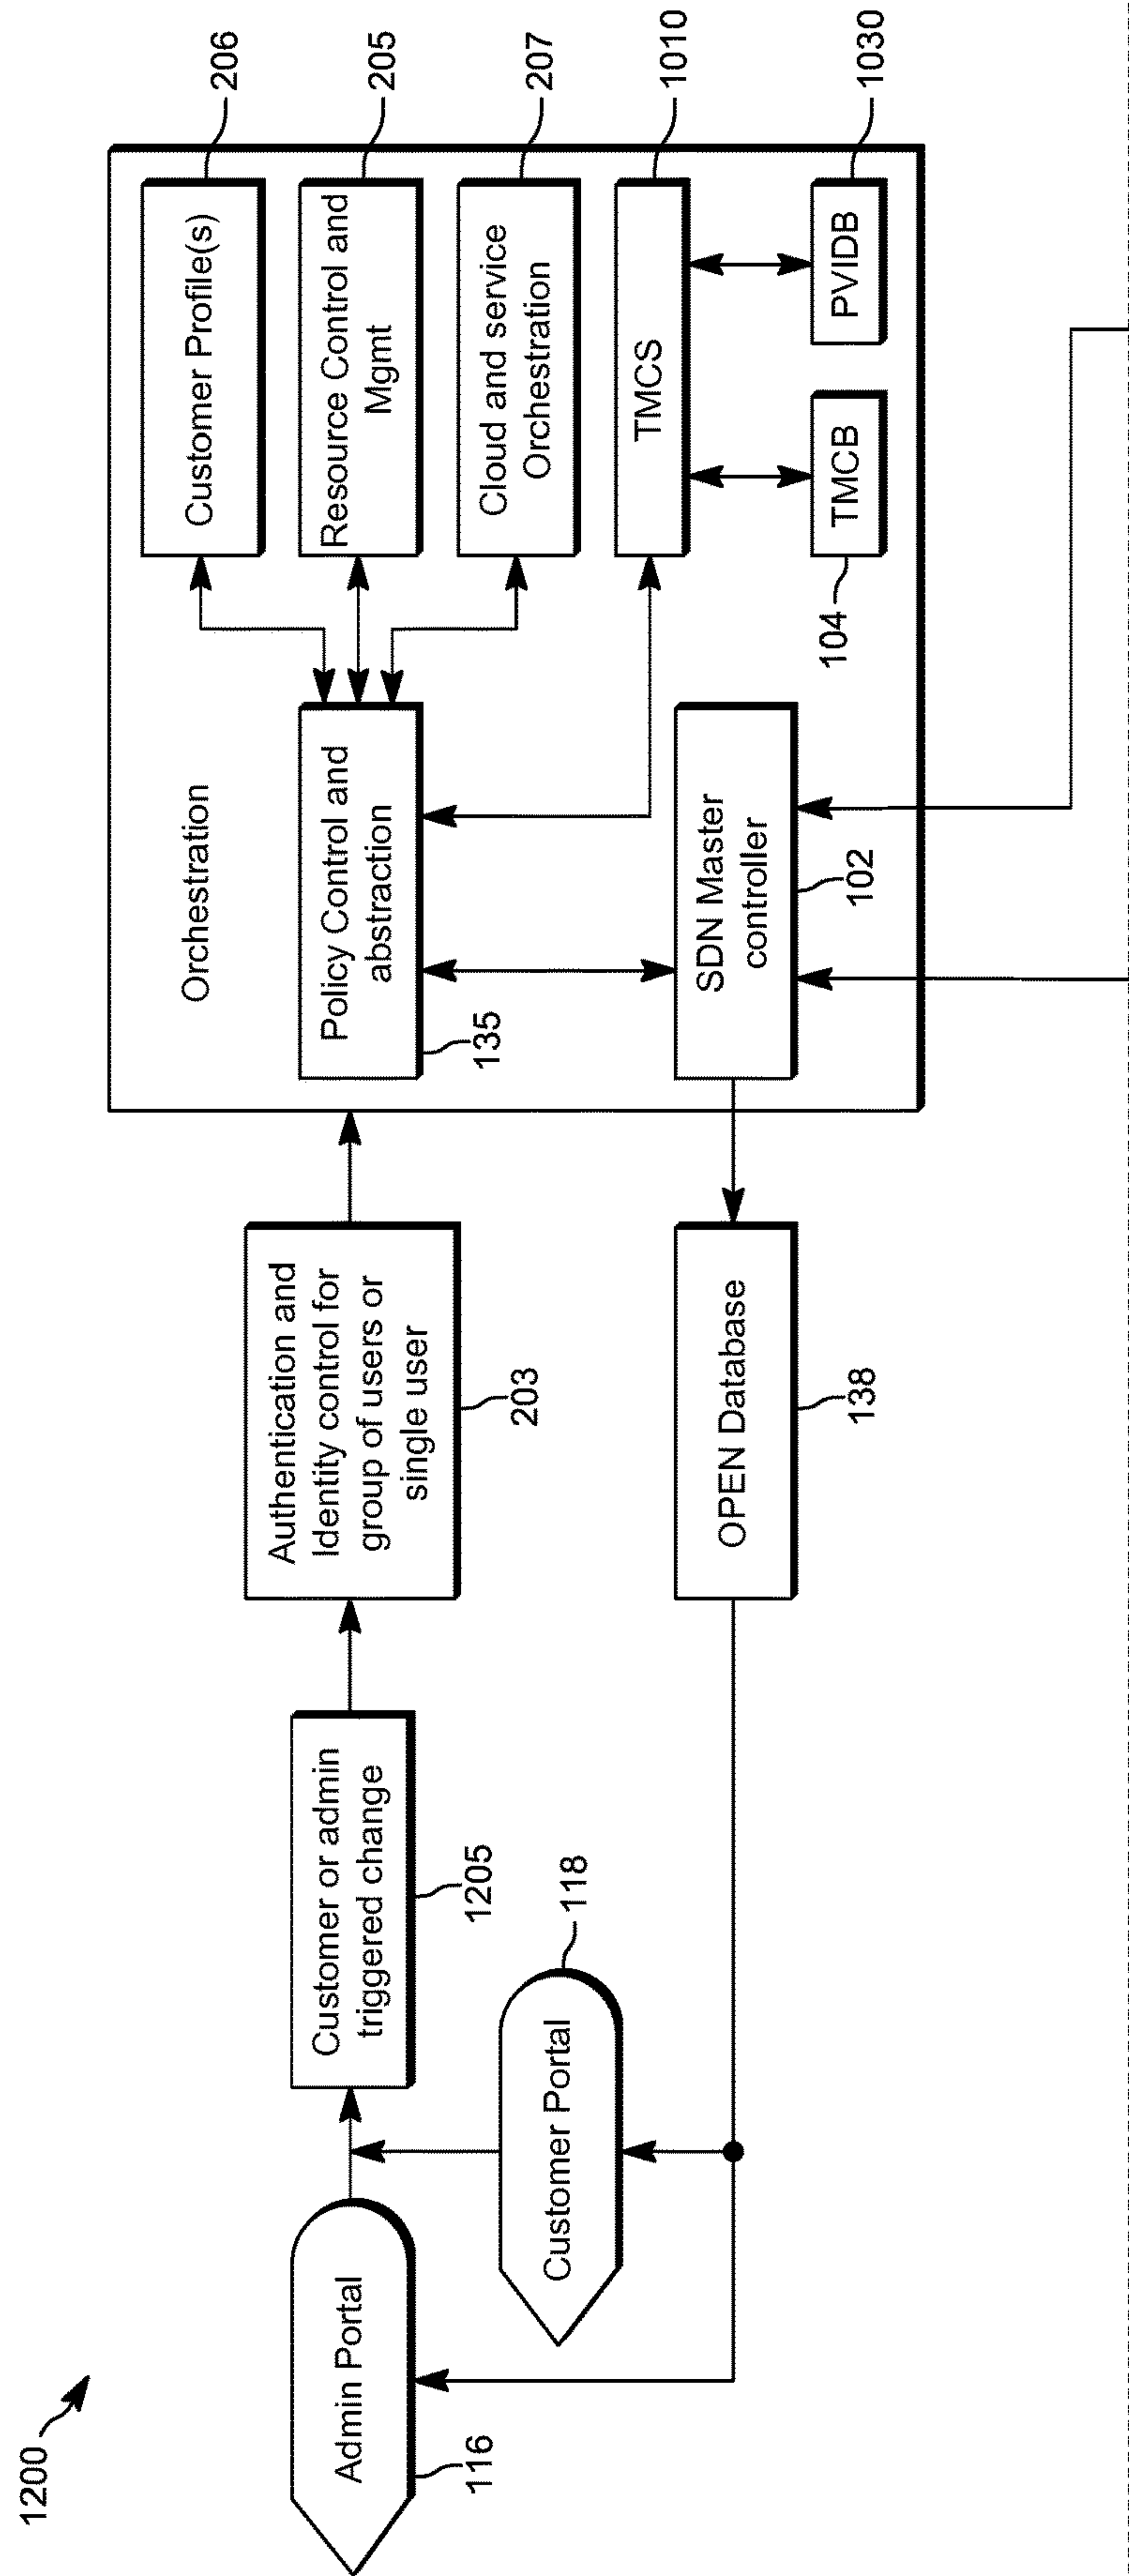 1200
Admin Portal
116
Customer Portal
118
Customer or admin
triggered change
1205
Authentication and
Identity control for
group of users or
single user
203
OPEN Database
138
Orchestration
Policy Control and
abstraction
135
SDN Master
controller
102
Customer Profile(s)
206
Resource Control and
Mgmt
205
Cloud and service
Orchestration
207
TMCS
1010
TMCB
104
PVIDB
1030